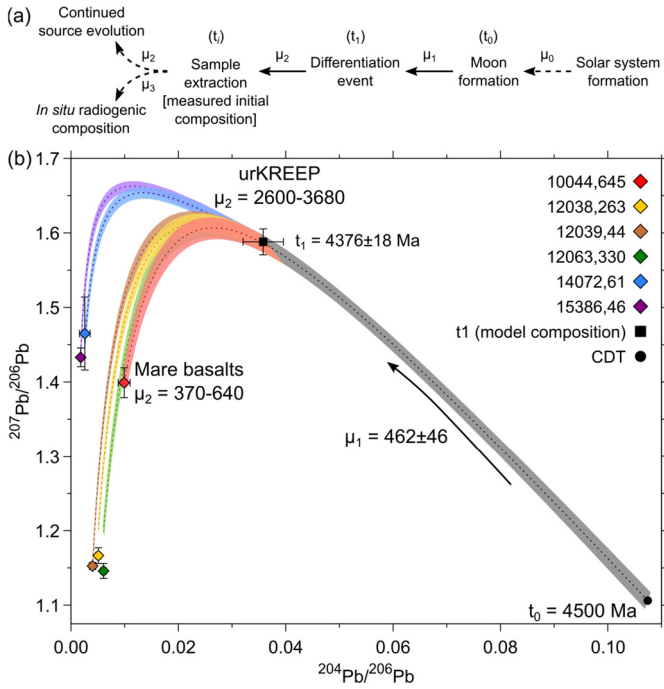 (a)
Continued
source evolution
μ₂
μ₃
In situ radiogenic
composition
(tᵢ)
Sample
extraction
[measured initial
composition]
μ₂
(t₁)
Differentiation
event
μ₁
(t₀)
Moon
formation
μ₀
Solar system
formation
(b)
1.7
1.6
1.5
1.4
1.3
1.2
1.1
²⁰⁷Pb/²⁰⁶Pb
urKREEP
μ₂ = 2600-3680
t₁ = 4376±18 Ma
Mare basalts
μ₂ = 370-640
μ₁ = 462±46
t₀ = 4500 Ma
10044,645
12038,263
12039,44
12063,330
14072,61
15386,46
t1 (model composition)
CDT
0.00 0.02 0.04 0.06 0.08 0.10
²⁰⁴Pb/²⁰⁶Pb